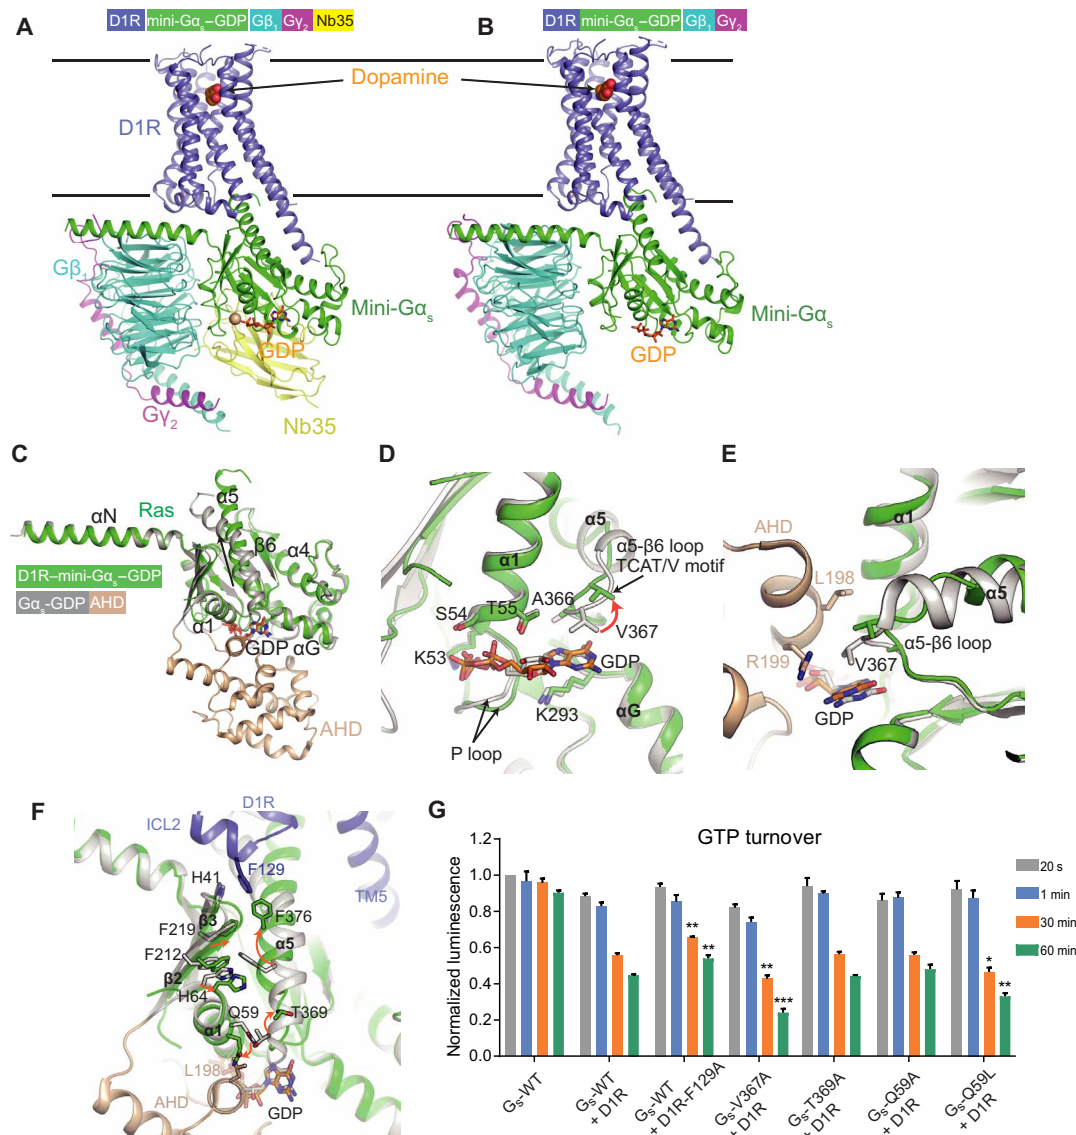 A
D1R mini-Gαs–GDP Gβ1 Gγ2 Nb35
B
D1R mini-Gαs–GDP Gβ1 Gγ2
Dopamine
D1R
Gβ1
Mini-Gαs
GDP
Gγ2
Nb35
Mini-Gαs
GDP
C
α5
αN
Ras
β6
α4
D1R–mini-Gαs–GDP
Gαs-GDP AHD
α1
GDP
αG
AHD
D
α5
α1
α5-β6 loop
TCAT/V motif
A366
S54
T55
V367
K53
GDP
K293
αG
P loop
E
α1
AHD
L198
α5
α5-β6 loop
V367
R199
GDP
F
D1R
ICL2
H41
F129
TM5
β3
F219
F376
F212
α5
β2
H64
Q59
T369
α1
L198
AHD
GDP
G
GTP turnover
Normalized luminescence
1.2
1.0
0.8
0.6
0.4
0.2
0.0
** **
** ***
* **
20 s
1 min
30 min
60 min
Gs-WT
Gs-WT
+ D1R
Gs-WT
+ D1R-F129A
Gs-V367A
+ D1R
Gs-T369A
+ D1R
Gs-Q59A
+ D1R
Gs-Q59L
+ D1R